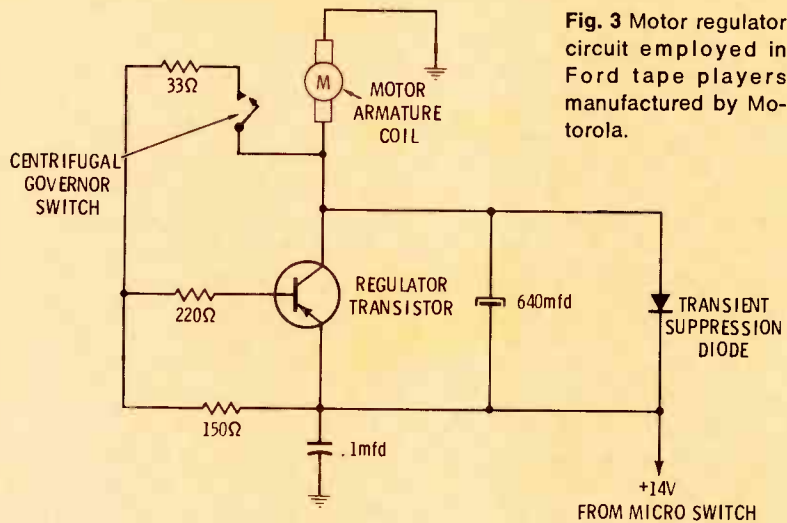 Fig. 3 Motor regulator
circuit employed in
Ford tape players
manufactured by Mo-
torola.
33Ω
M
MOTOR
ARMATURE
COIL
CENTRIFUGAL
GOVERNOR
SWITCH
REGULATOR
TRANSISTOR
220Ω
640mfd
TRANSIENT
SUPPRESSION
DIODE
150Ω
.1mfd
+14V
FROM MICRO SWITCH